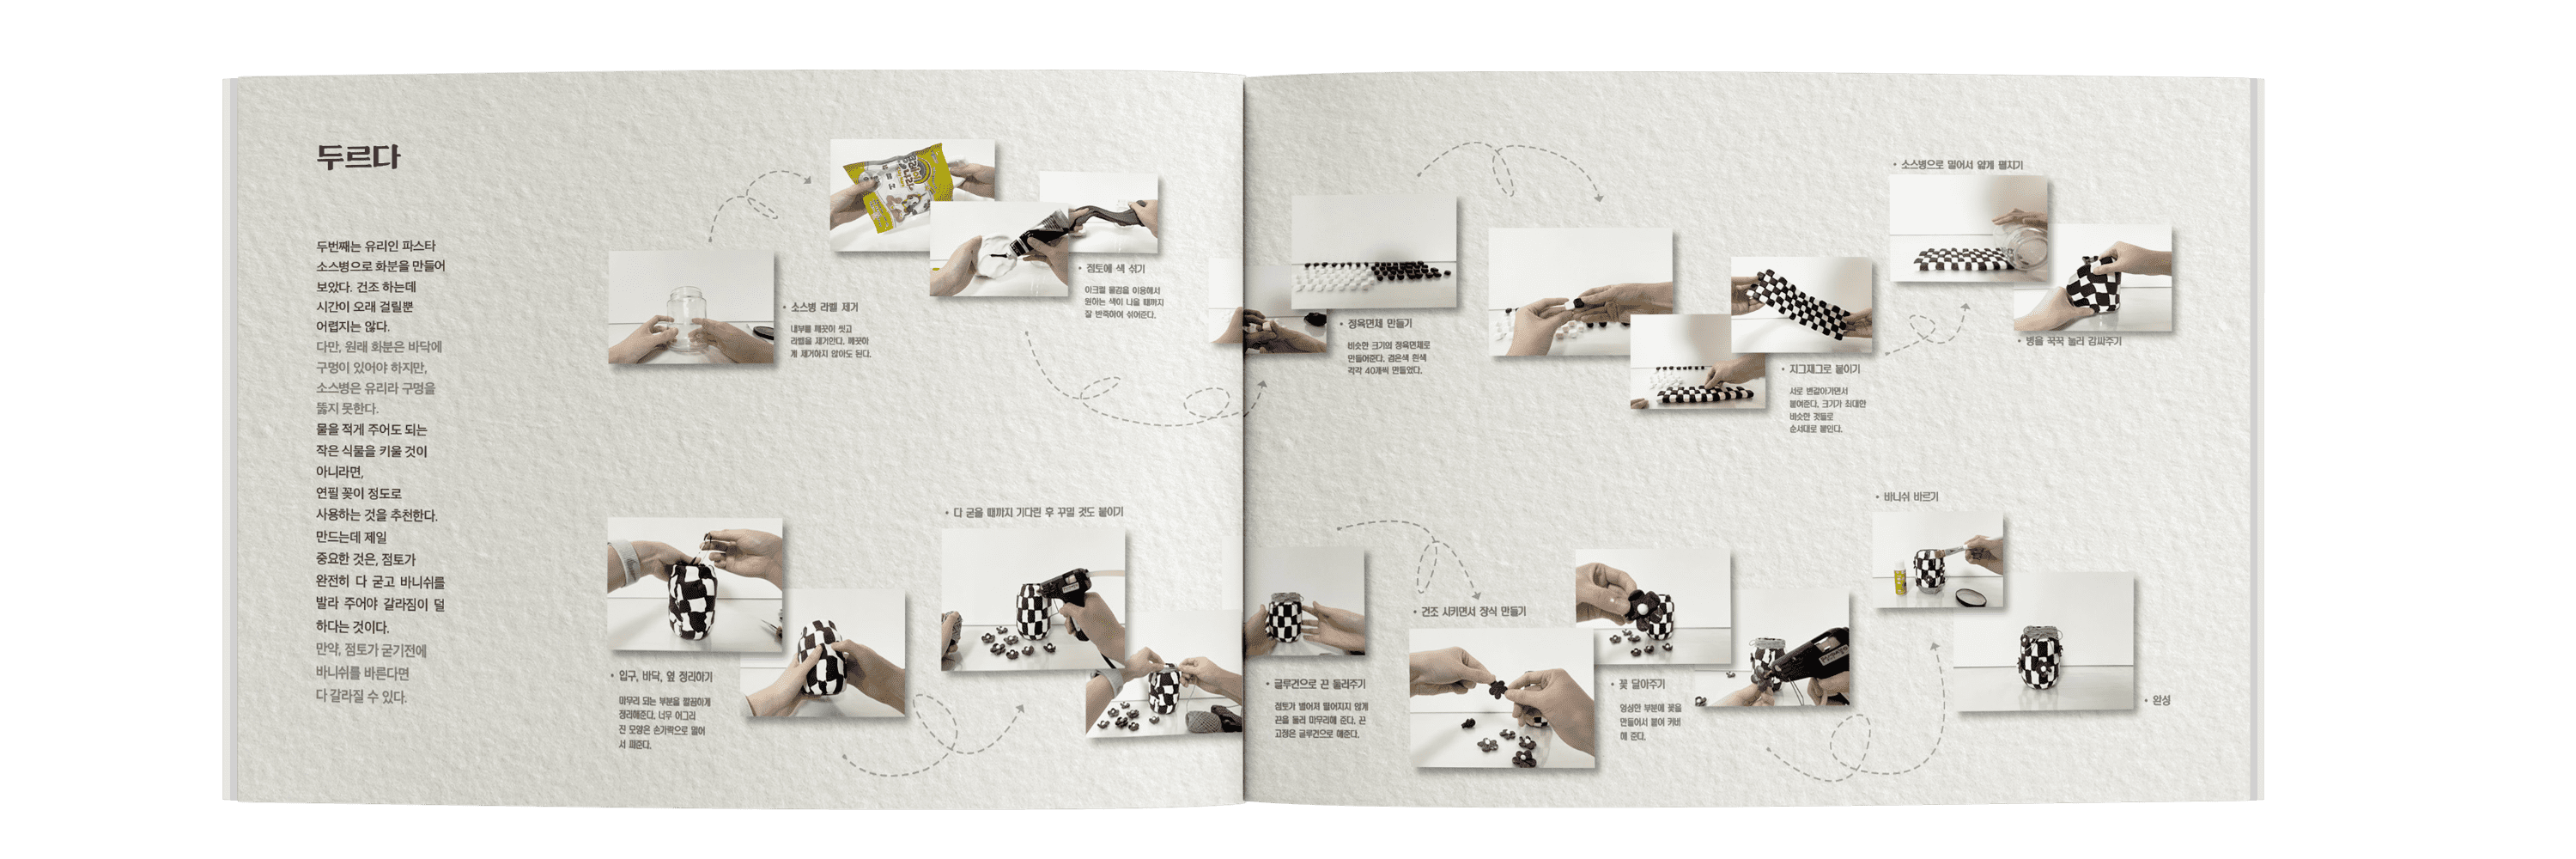 두르다
두번째는 유리인 파스타
소스병으로 화분을 만들어
보았다. 건조 하는데
시간이 오래 걸릴뿐
어렵지는 않다.
다만, 원래 화분은 바닥에
구멍이 있어야 하지만,
소스병은 유리라 구멍을
뚫지 못한다.
물을 적게 주어도 되는
작은 식물을 키울 것이
아니라면,
연필 꽂이 정도로
사용하는 것을 추천한다.
만드는데 제일
중요한 것은, 점토가
완전히 다 굳고 바니쉬를
발라 주어야 갈라짐이 덜
하다는 것이다.
만약, 점토가 굳기전에
바니쉬를 바른다면
다 갈라질 수 있다.
• 소스병 라벨 제거
내부를 깨끗이 씻고
라벨을 제거한다. 깨끗하
게 제거하지 않아도 된다.
• 점토에 색 섞기
아크릴 물감을 이용해서
원하는 색이 나올 때까지
잘 반죽하여 섞어준다.
• 정육면체 만들기
비슷한 크기의 정육면체로
만들어준다. 검은색 흰색
각각 40개씩 만들었다.
• 지그재그로 붙이기
서로 번갈아가면서
붙여준다. 크기가 최대한
비슷한 것들로
순서대로 붙인다.
• 소스병으로 밀어서 얇게 펼치기
• 병을 꾹꾹 눌러 감싸주기
• 입구, 바닥, 옆 정리하기
마무리 되는 부분을 깔끔하게
정리해준다. 너무 어그러
진 모양은 손가락으로 밀어
서 펴준다.
• 다 굳을 때까지 기다린 후 꾸밀 것도 붙이기
• 글루건으로 끈 둘러주기
점토가 벌어져 떨어지지 않게
끈을 둘러 마무리해 준다. 끈
고정은 글루건으로 해준다.
• 건조 시키면서 장식 만들기
• 꽃 달아주기
엉성한 부분에 꽃을
만들어서 붙여 커버
해 준다.
• 바니쉬 바르기
• 완성